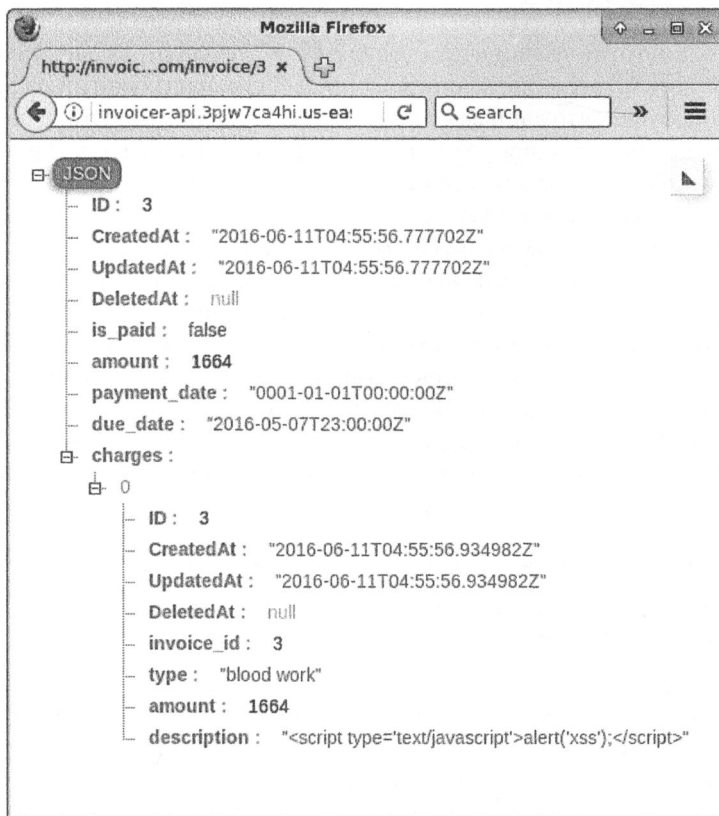 Mozilla Firefox
http://invoic...om/invoice/3
invoicer-api.3pjw7ca4hi.us-ea
Search
JSON
ID : 3
CreatedAt : "2016-06-11T04:55:56.777702Z"
UpdatedAt : "2016-06-11T04:55:56.777702Z"
DeletedAt : null
is_paid : false
amount : 1664
payment_date : "0001-01-01T00:00:00Z"
due_date : "2016-05-07T23:00:00Z"
charges :
0
ID : 3
CreatedAt : "2016-06-11T04:55:56.934982Z"
UpdatedAt : "2016-06-11T04:55:56.934982Z"
DeletedAt : null
invoice_id : 3
type : "blood work"
amount : 1664
description : "<script type='text/javascript'>alert('xss');</script>"